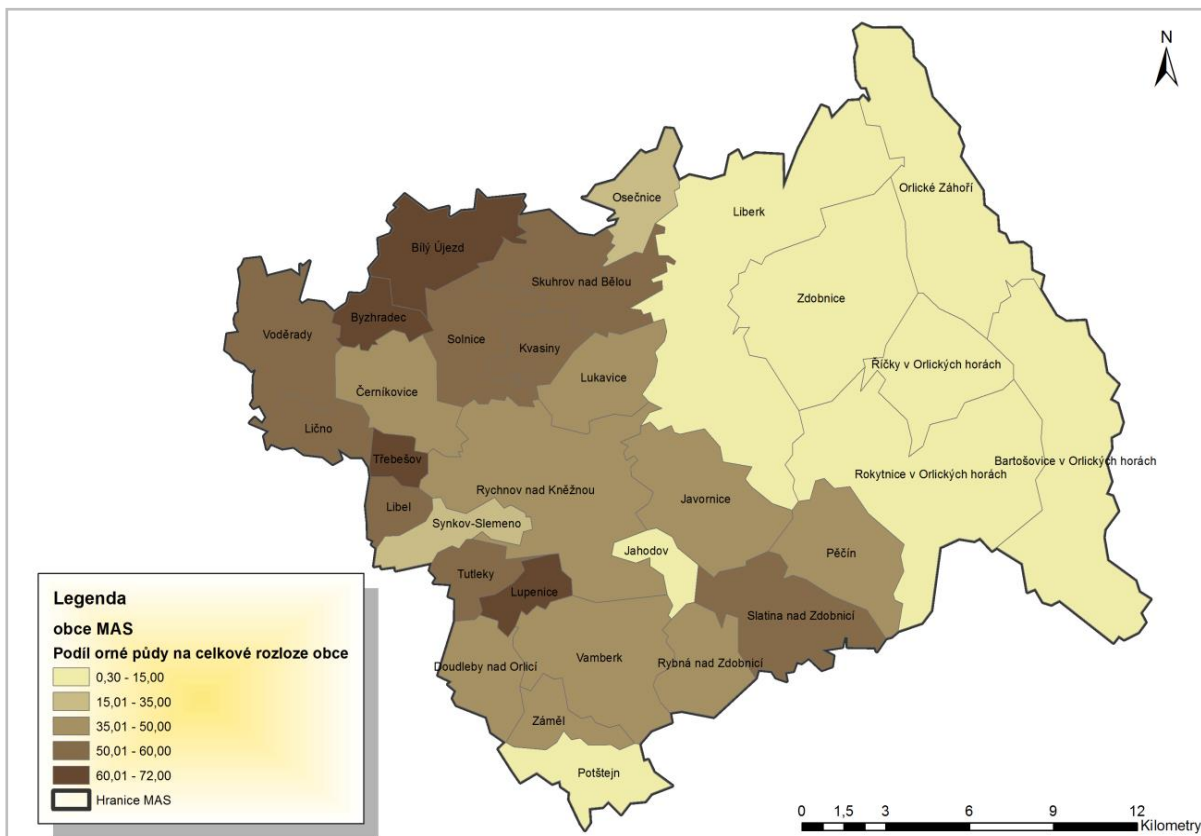 N
Osečnice
Orlické Záhoří
Liberk
Bílý Újezd
Skuhrov nad Bělou
Zdobnice
Byzhradec
Voděrady
Solnice
Kvasiny
Říčky v Orlických horách
Lukavice
Černíkovice
Lično
Třebešov
Bartošovice v Orlických horách
Rokytnice v Orlických horách
Rychnov nad Kněžnou
Javornice
Libel
Synkov-Slemeno
Jahodov
Pěčín
Tutleky
Lupenice
Slatina nad Zdobnicí
Doudleby nad Orlicí
Vamberk
Rybná nad Zdobnicí
Záměl
Potštejn
Legenda
obce MAS
Podíl orné půdy na celkové rozloze obce
0,30 - 15,00
15,01 - 35,00
35,01 - 50,00
50,01 - 60,00
60,01 - 72,00
Hranice MAS
0 1,5 3 6 9 12
Kilometry